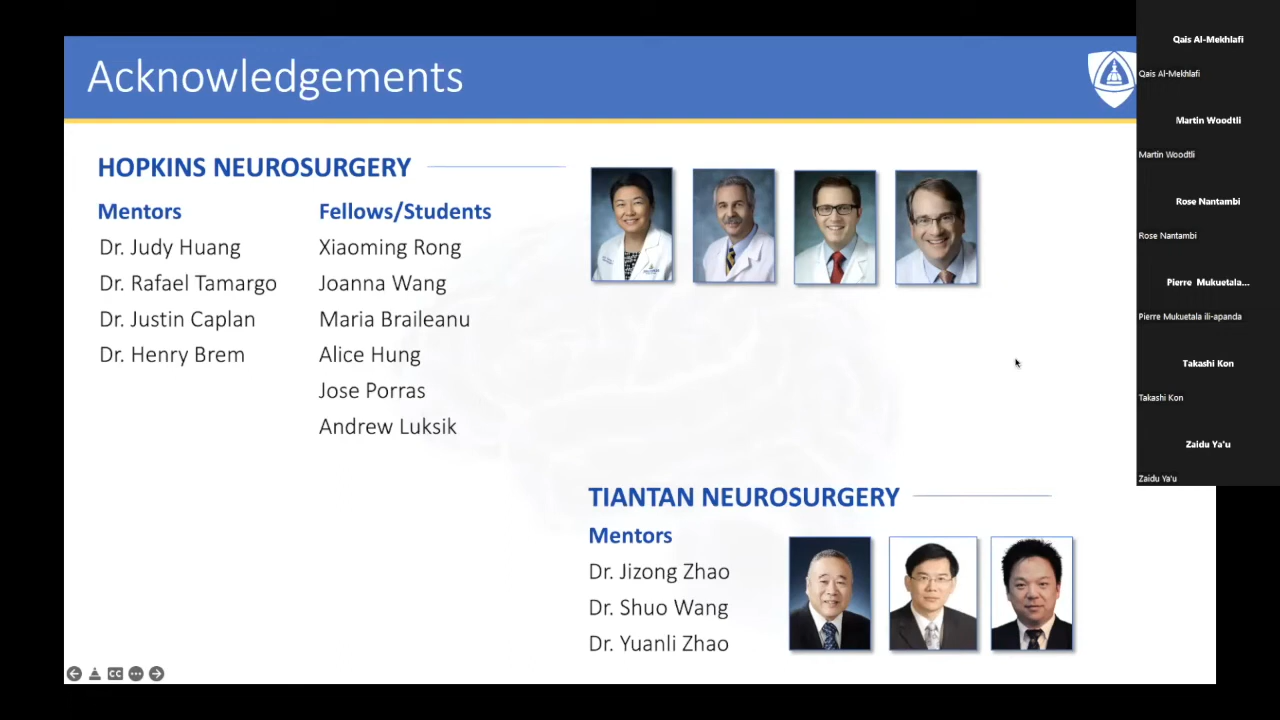 Acknowledgements
HOPKINS NEUROSURGERY
Mentors
Dr. Judy Huang
Dr. Rafael Tamargo
Dr. Justin Caplan
Dr. Henry Brem
Fellows/Students
Xiaoming Rong
Joanna Wang
Maria Braileanu
Alice Hung
Jose Porras
Andrew Luksik
TIANTAN NEUROSURGERY
Mentors
Dr. Jizong Zhao
Dr. Shuo Wang
Dr. Yuanli Zhao
CC
Qais Al-Mekhlafi
Qais Al-Mekhlafi
Martin Woodtli
Martin Woodtli
Rose Nantambi
Rose Nantambi
Pierre Mukuetala...
Pierre Mukuetala ili-apanda
Takashi Kon
Takashi Kon
Zaidu Ya'u
Zaidu Ya'u